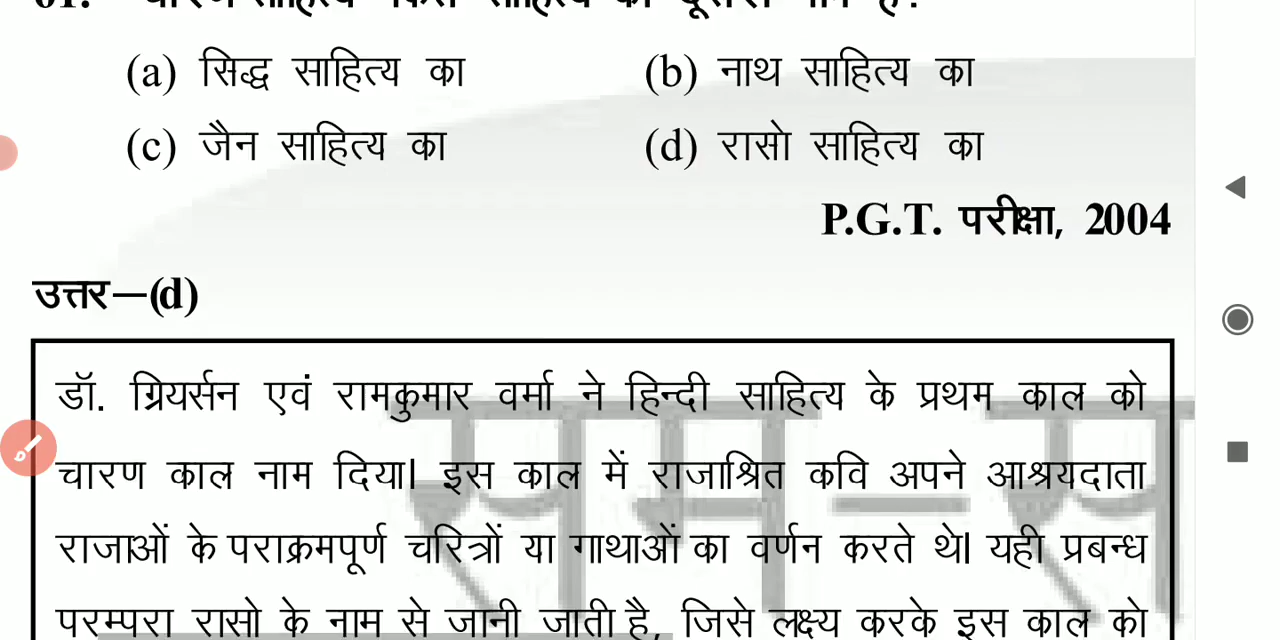 साहित्य का दूसरा नाम है?
(a) सिद्ध साहित्य का (b) नाथ साहित्य का
(c) जैन साहित्य का (d) रासो साहित्य का
P.G.T. परीक्षा, 2004
उत्तर—(d)
डॉ. ग्रियर्सन एवं रामकुमार वर्मा ने हिन्दी साहित्य के प्रथम काल को
चारण काल नाम दिया। इस काल में राजाश्रित कवि अपने आश्रयदाता
राजाओं के पराक्रमपूर्ण चरित्रों या गाथाओं का वर्णन करते थे। यही प्रबन्ध
परम्परा रासो के नाम से जानी जाती है, जिसे लक्ष्य करके इस काल को